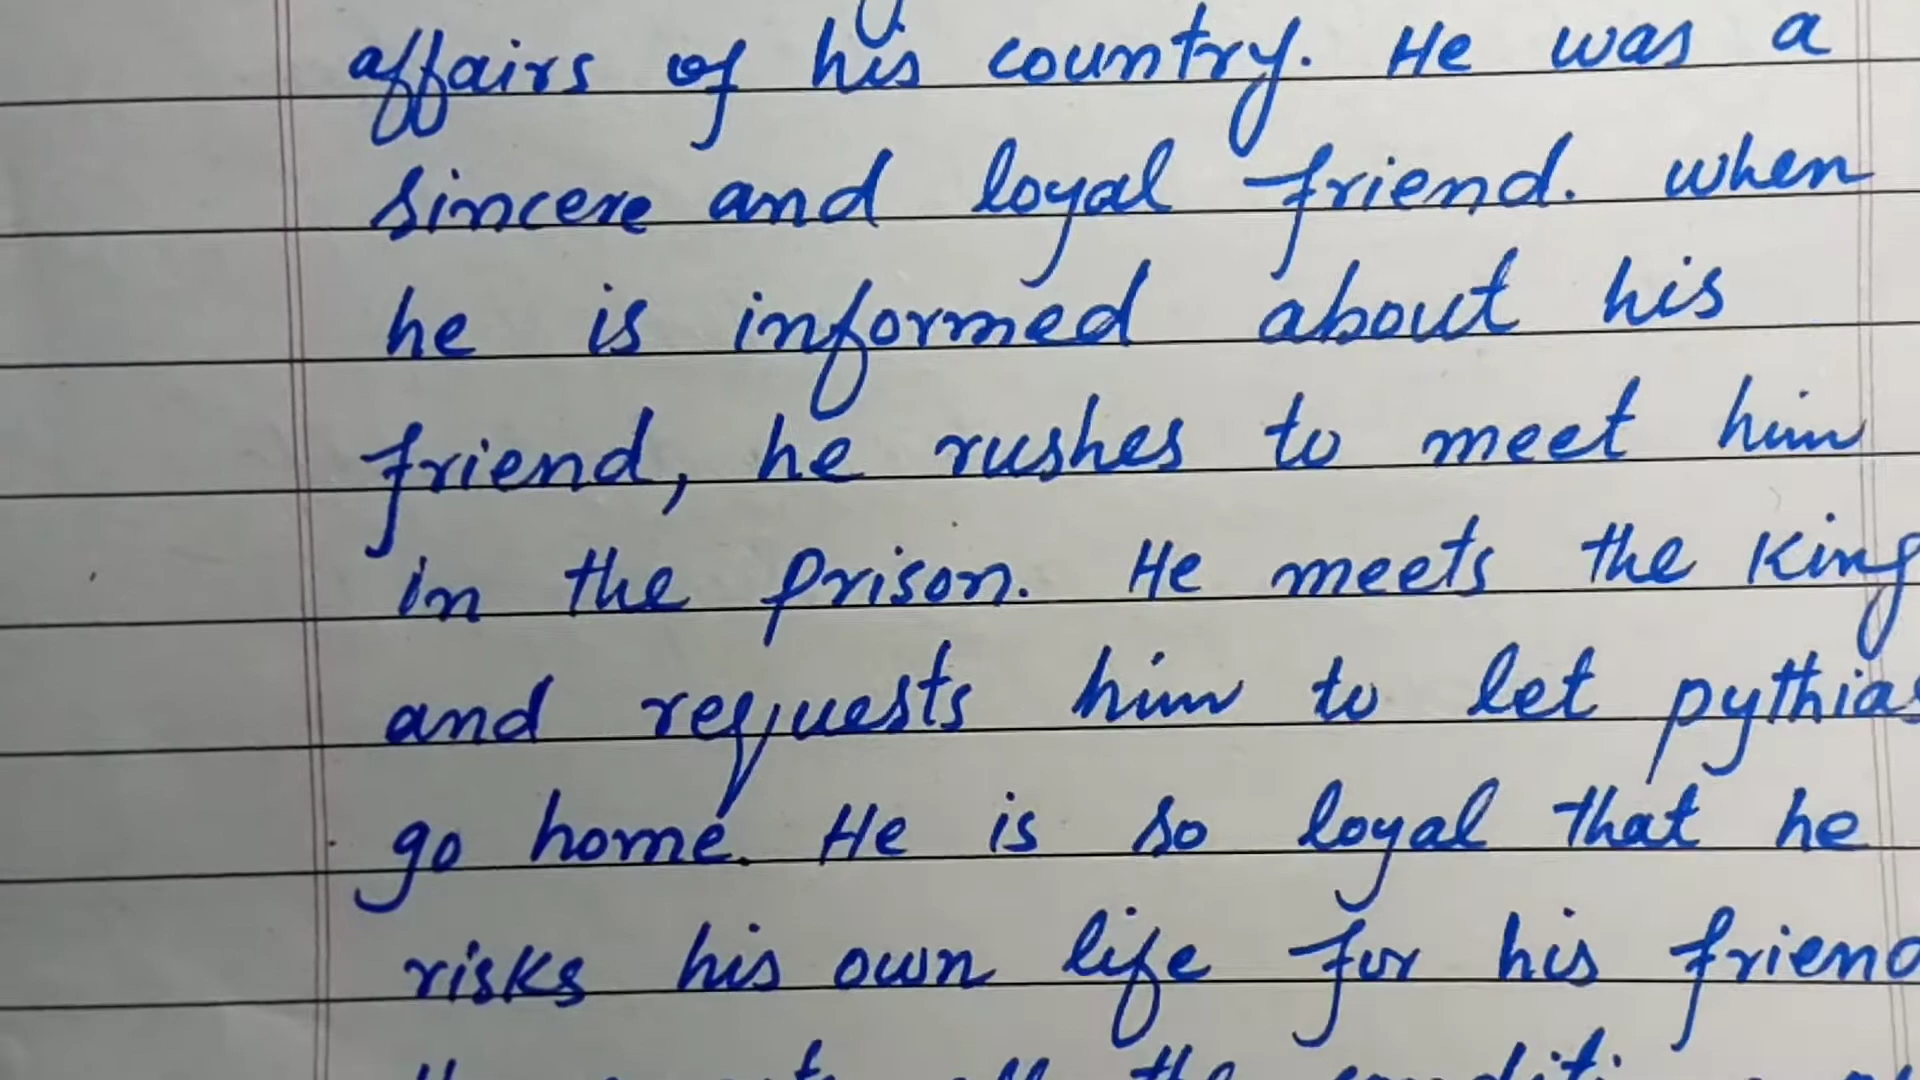 affairs of his country. He was a
sincere and loyal friend. when
he is informed about his
friend, he rushes to meet him
in the prison. He meets the King
and requests him to let pythias
go home. He is so loyal that he
risks his own life for his friend
the